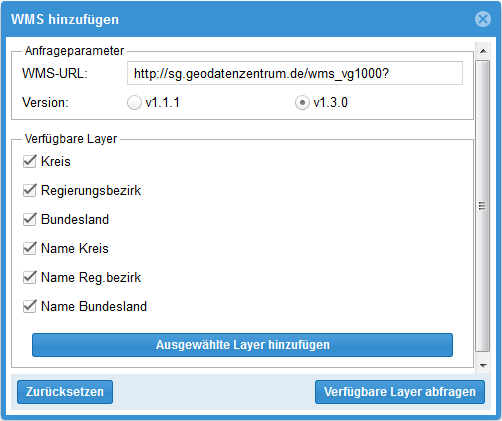 WMS hinzufügen
Anfrageparameter
WMS-URL: http://sg.geodatenzentrum.de/wms_vg1000?
Version: v1.1.1 v1.3.0
Verfügbare Layer
Kreis
Regierungsbezirk
Bundesland
Name Kreis
Name Reg.bezirk
Name Bundesland
Ausgewählte Layer hinzufügen
Zurücksetzen Verfügbare Layer abfragen